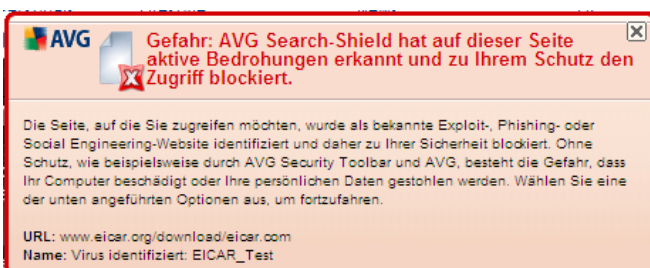 AVG
Gefahr: AVG Search-Shield hat auf dieser Seite
aktive Bedrohungen erkannt und zu Ihrem Schutz den
Zugriff blockiert.
Die Seite, auf die Sie zugreifen möchten, wurde als bekannte Exploit-, Phishing- oder
Social Engineering-Website identifiziert und daher zu Ihrer Sicherheit blockiert. Ohne
Schutz, wie beispielsweise durch AVG Security Toolbar und AVG, besteht die Gefahr, dass
Ihr Computer beschädigt oder Ihre persönlichen Daten gestohlen werden. Wählen Sie eine
der unten angeführten Optionen aus, um fortzufahren.
URL: www.eicar.org/download/eicar.com
Name: Virus identifiziert: EICAR_Test